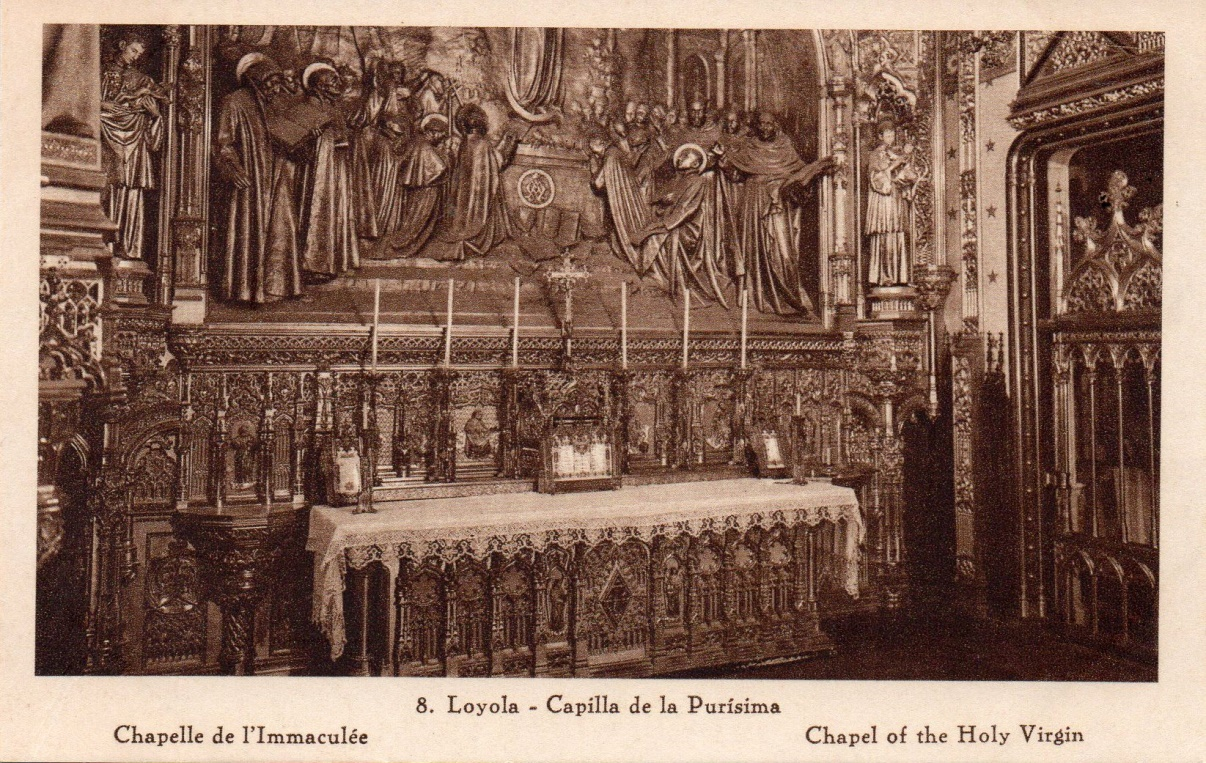 8. Loyola - Capilla de la Purísima
Chapelle de l'Immaculée
Chapel of the Holy Virgin